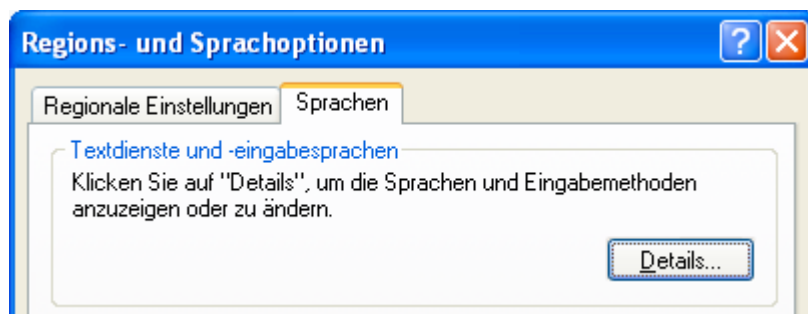 Regions- und Sprachoptionen
?
Regionale Einstellungen Sprachen
Textdienste und -eingabesprachen
Klicken Sie auf "Details", um die Sprachen und Eingabemethoden
anzuzeigen oder zu ändern.
Details...